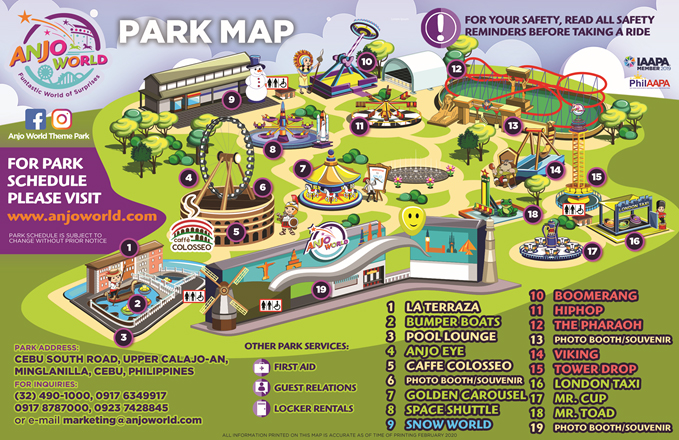 ANJO
WORLD
Funtastic World of Surprises
PARK MAP
FOR YOUR SAFETY, READ ALL SAFETY
REMINDERS BEFORE TAKING A RIDE
IAAPA
MEMBER 2019
PhilAAPA
Anjo World Theme Park
FOR PARK
SCHEDULE
PLEASE VISIT
www.anjoworld.com
PARK SCHEDULE IS SUBJECT TO
CHANGE WITHOUT PRIOR NOTICE
9
10
12
11
8
13
7
4
6
14
15
5
18
16
17
caffé
COLOSSEO
LONDON TAXI
ANJO
WORLD
1
2
3
19
PARK ADDRESS:
CEBU SOUTH ROAD, UPPER CALAJO-AN,
MINGLANILLA, CEBU, PHILIPPINES
FOR INQUIRIES:
(32) 490-1000, 0917 6349917
0917 8787000, 0923 7428845
or e-mail marketing@anjoworld.com
OTHER PARK SERVICES:
FIRST AID
GUEST RELATIONS
LOCKER RENTALS
1 LA TERRAZA
2 BUMPER BOATS
3 POOL LOUNGE
4 ANJO EYE
5 CAFFE COLOSSEO
6 PHOTO BOOTH/SOUVENIR
7 GOLDEN CAROUSEL
8 SPACE SHUTTLE
9 SNOW WORLD
10 BOOMERANG
11 HIPHOP
12 THE PHARAOH
13 PHOTO BOOTH/SOUVENIR
14 VIKING
15 TOWER DROP
16 LONDON TAXI
17 MR. CUP
18 MR. TOAD
19 PHOTO BOOTH/SOUVENIR
ALL INFORMATION PRINTED ON THIS MAP IS ACCURATE AS OF TIME OF PRINTING FEBRUARY 2020